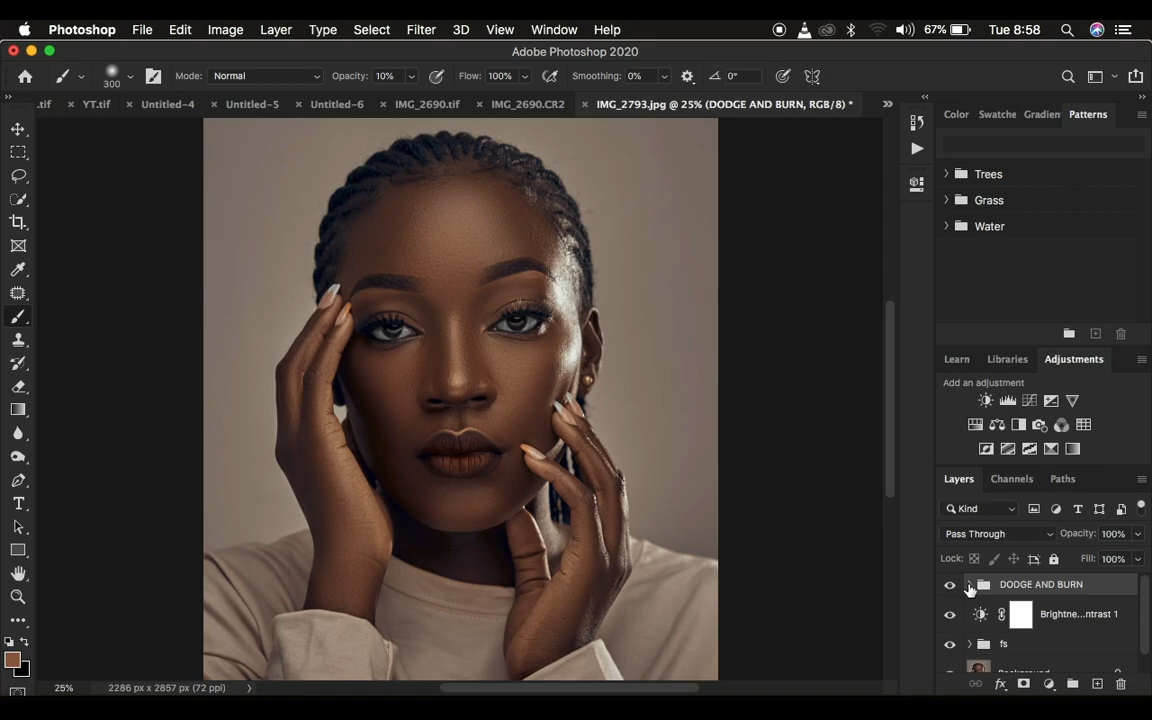 Photoshop File Edit Image Layer Type Select Filter 3D View Window Help 67% Tue 8:58
Adobe Photoshop 2020
300 Mode: Normal Opacity: 10% Flow: 100% Smoothing: 0% 0°
.tif × YT.tif × Untitled-4 × Untitled-5 × Untitled-6 × IMG_2690.tif × IMG_2690.CR2 × IMG_2793.jpg @ 25% (DODGE AND BURN, RGB/8) *
Color Swatche Gradien Patterns
Trees
Grass
Water
Learn Libraries Adjustments
Add an adjustment
Layers Channels Paths
Kind
Pass Through Opacity: 100%
Lock: Fill: 100%
DODGE AND BURN
Brightne...ntrast 1
fs
Background
25% 2286 px x 2857 px (72 ppi)